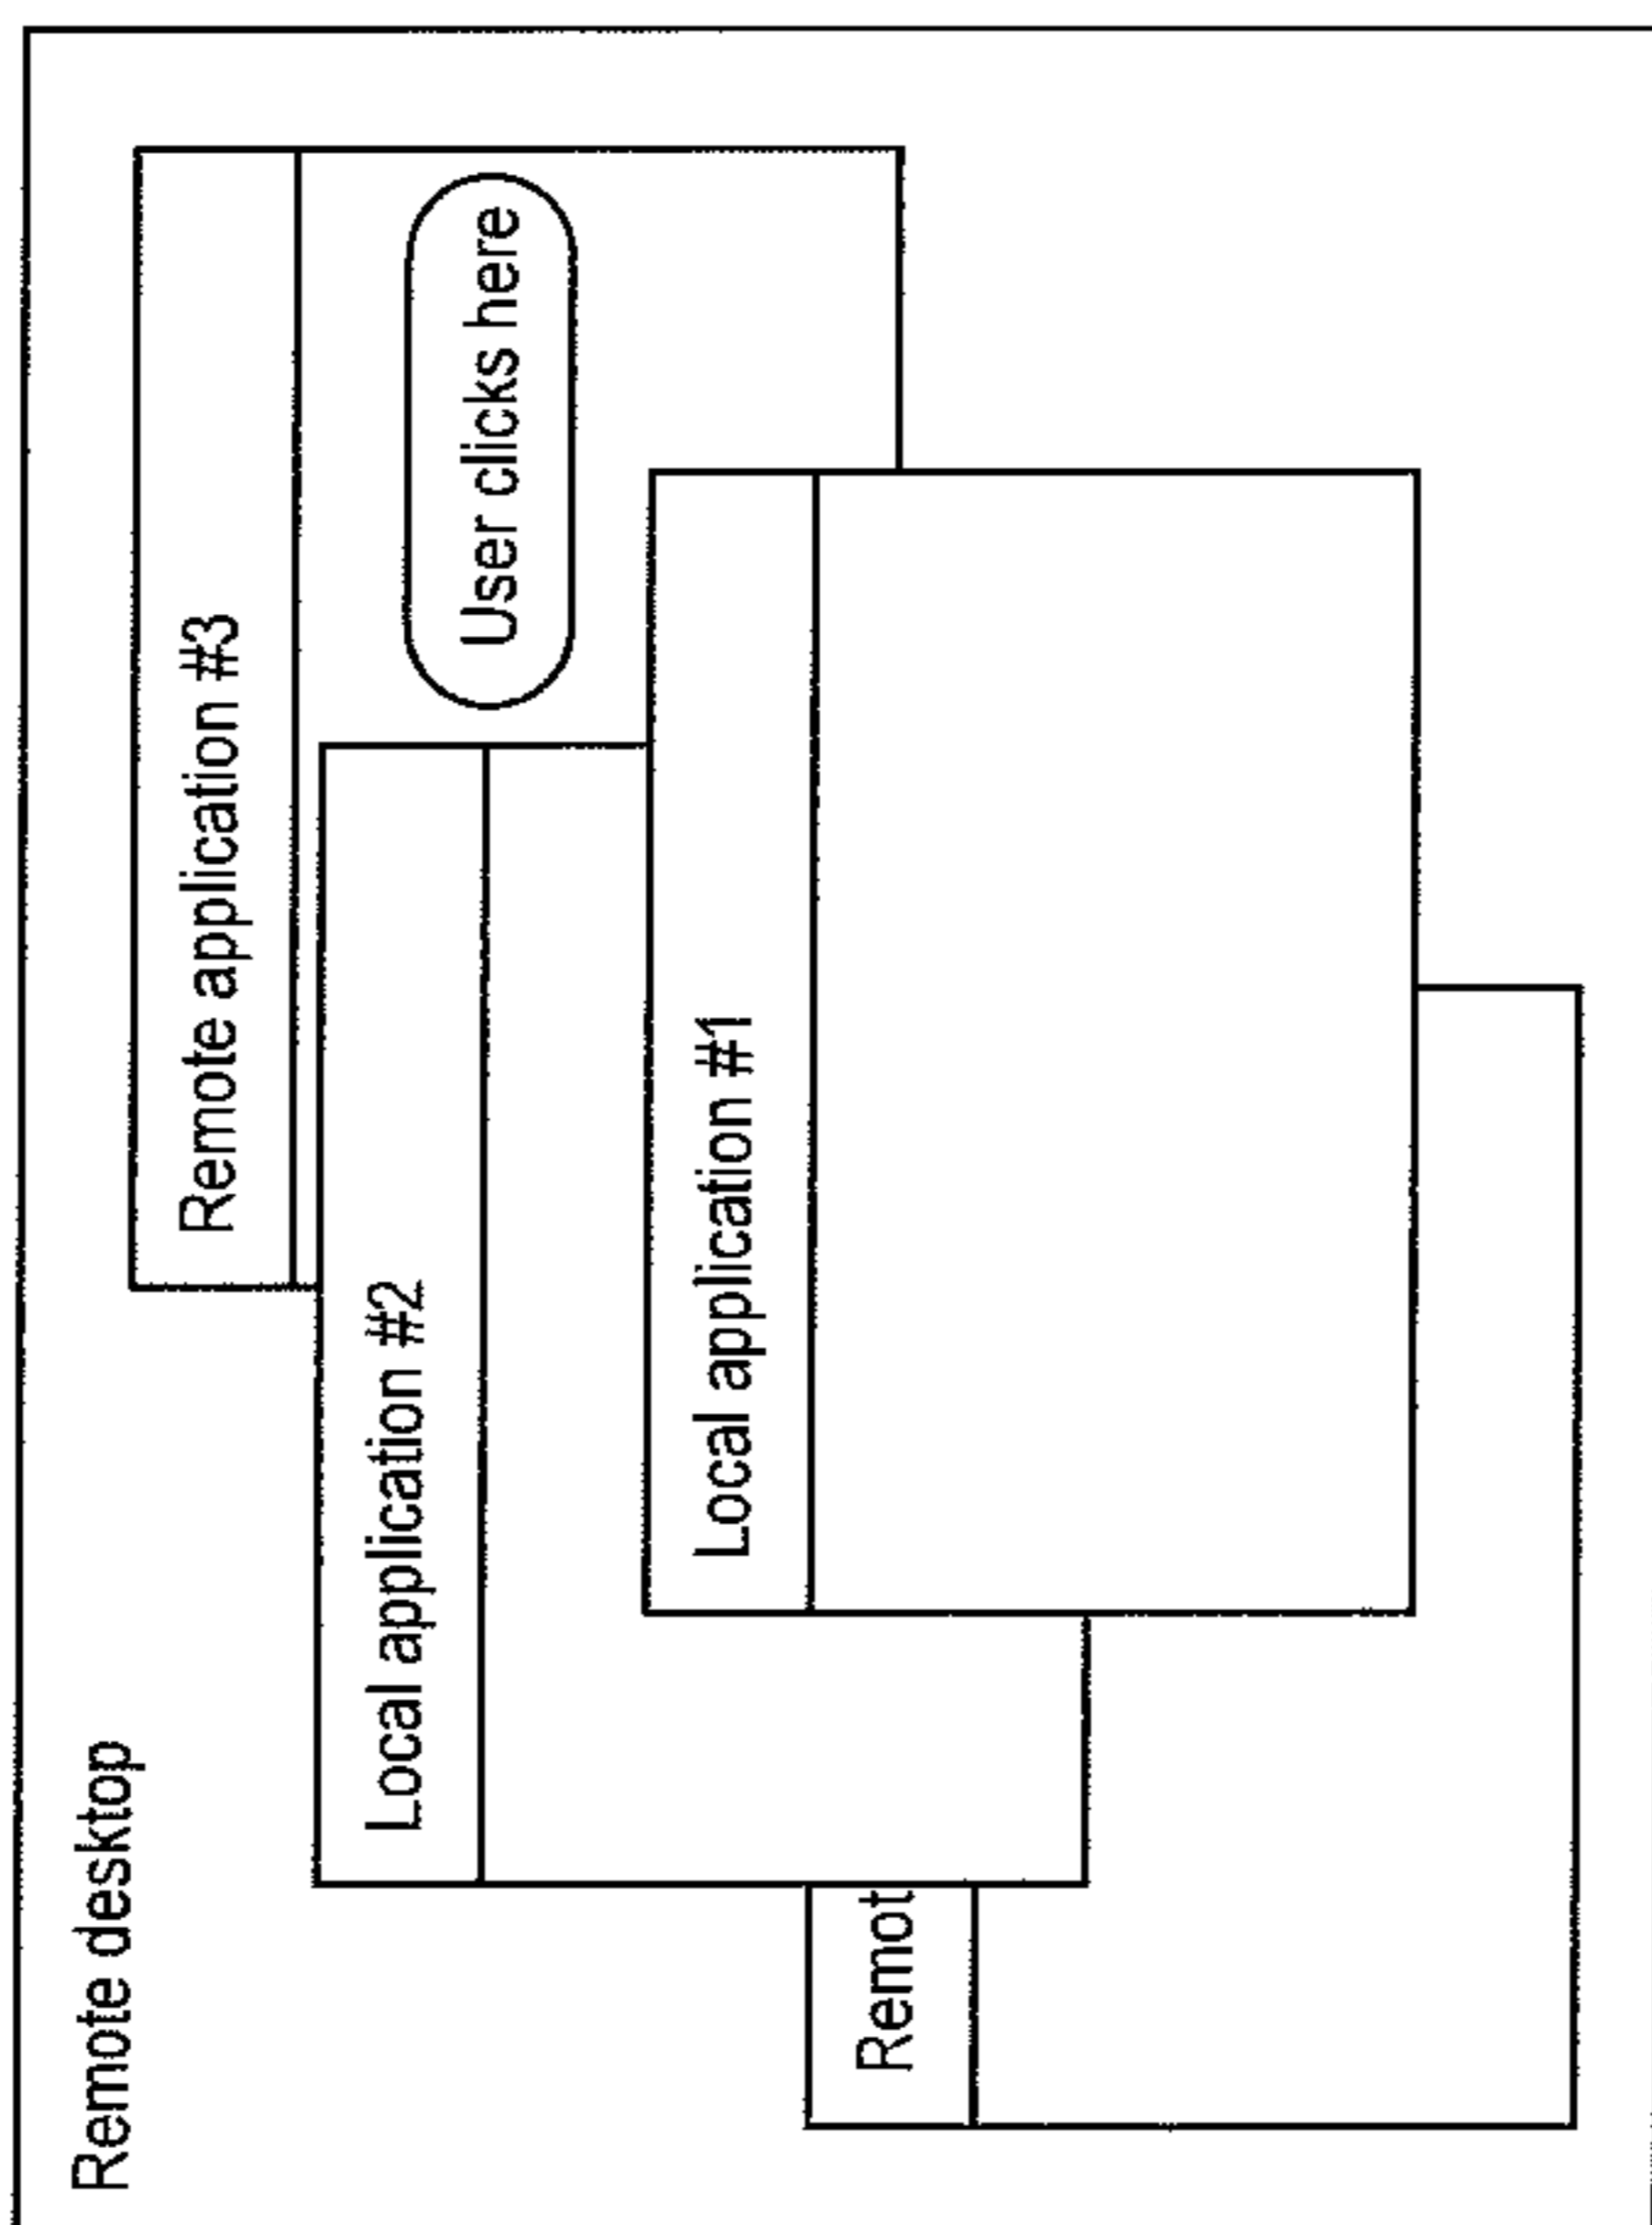 Remote desktop
Remote application #3
Local application #2
User clicks here
Local application #1
Remot